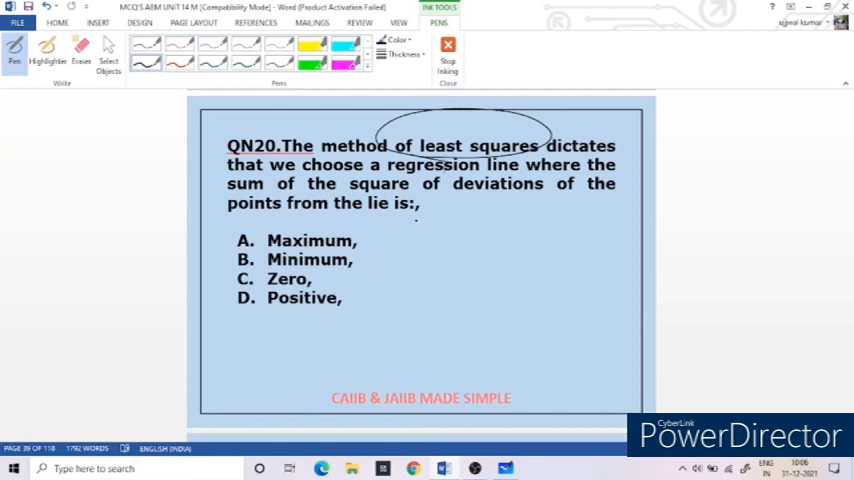 MCQ'S ABM UNIT 14 M [Compatibility Mode] - Word (Product Activation Failed)
INK TOOLS
FILE HOME INSERT DESIGN PAGE LAYOUT REFERENCES MAILINGS REVIEW VIEW PENS
ujjwal kumar
Pen Highlighter Eraser Select Objects
Color
Thickness
Stop Inking
Write Pens Close
QN20.The method of least squares dictates
that we choose a regression line where the
sum of the square of deviations of the
points from the lie is:,
A. Maximum,
B. Minimum,
C. Zero,
D. Positive,
CAIIB & JAIIB MADE SIMPLE
CyberLink
PowerDirector
PAGE 39 OF 118 1792 WORDS ENGLISH (INDIA)
Type here to search
ENG 10:06
IN 31-12-2021